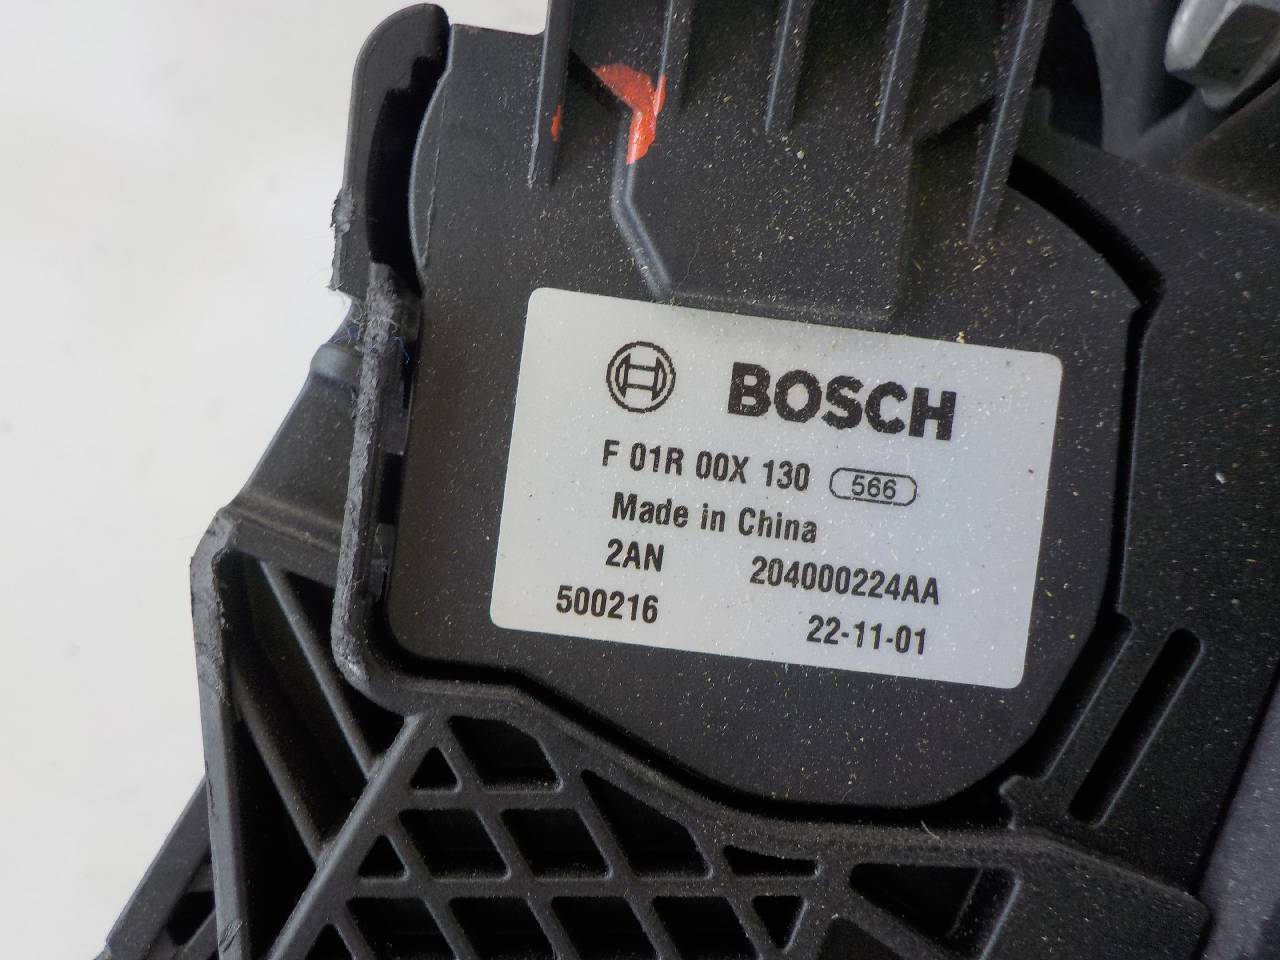 BOSCH
F 01R 00X 130 566
Made in China
2AN 204000224AA
500216 22-11-01